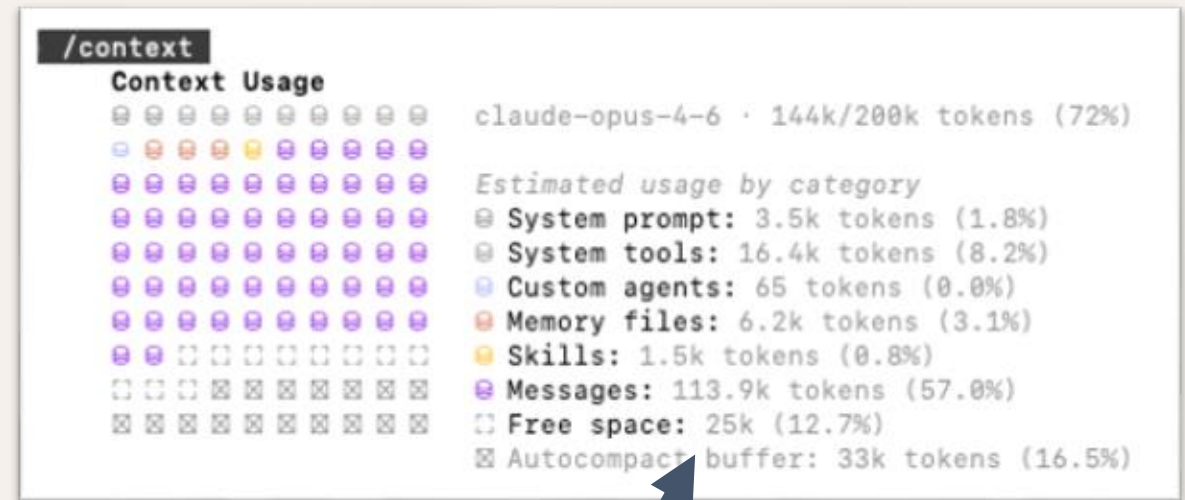 /context
Context Usage
claude-opus-4-6 · 144k/200k tokens (72%)
Estimated usage by category
System prompt: 3.5k tokens (1.8%)
System tools: 16.4k tokens (8.2%)
Custom agents: 65 tokens (0.0%)
Memory files: 6.2k tokens (3.1%)
Skills: 1.5k tokens (0.8%)
Messages: 113.9k tokens (57.0%)
Free space: 25k (12.7%)
Autocompact buffer: 33k tokens (16.5%)